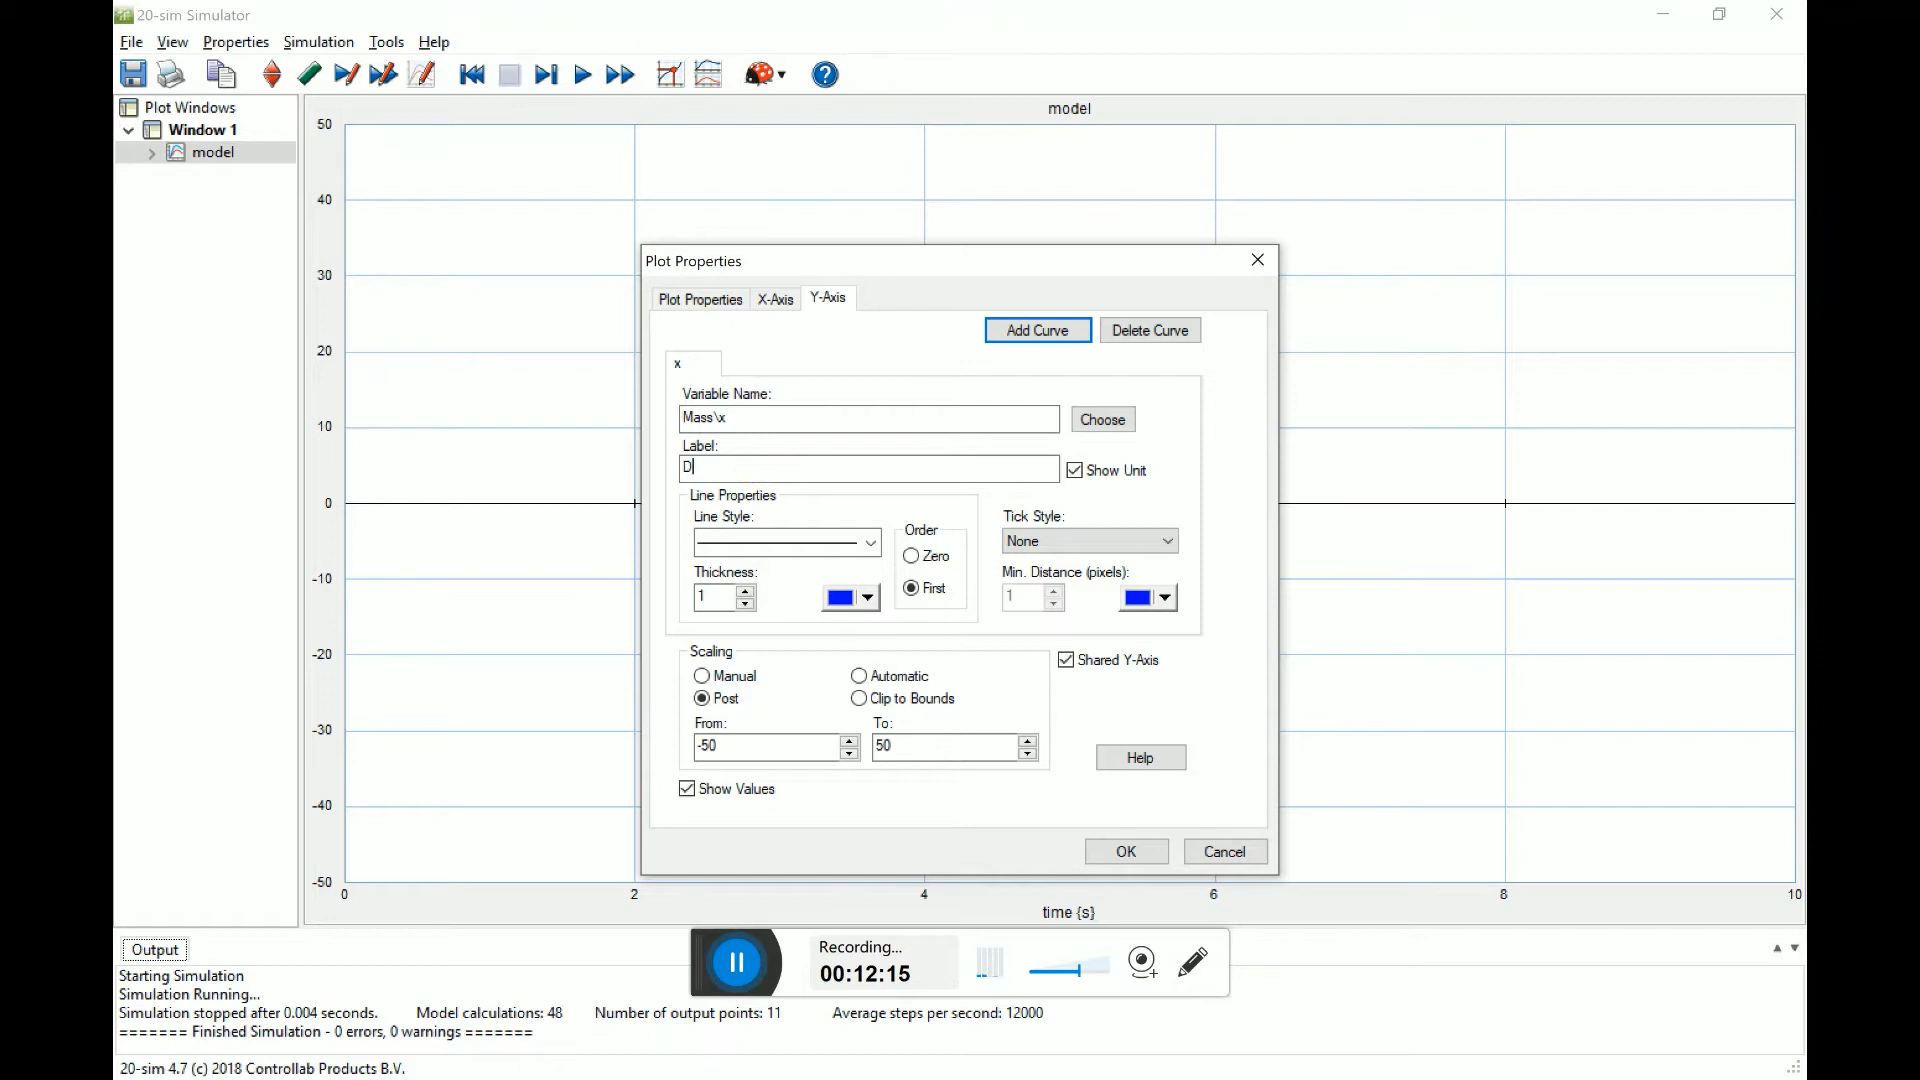 20-sim Simulator
File View Properties Simulation Tools Help
Plot Windows
Window 1
model
model
50
40
30
20
10
0
-10
-20
-30
-40
-50
0 2 4 6 8 10
time {s}
Plot Properties
Plot Properties X-Axis Y-Axis
Add Curve Delete Curve
x
Variable Name:
Mass\x Choose
Label:
D Show Unit
Line Properties
Line Style: Order Tick Style:
Zero None
Thickness: Min. Distance (pixels):
1 First 1
Scaling Shared Y-Axis
Manual Automatic
Post Clip to Bounds
From: To:
-50 50
Help
Show Values
OK Cancel
Output
Recording...
00:12:15
Starting Simulation
Simulation Running...
Simulation stopped after 0.004 seconds. Model calculations: 48 Number of output points: 11 Average steps per second: 12000
======= Finished Simulation - 0 errors, 0 warnings =======
20-sim 4.7 (c) 2018 Controllab Products B.V.